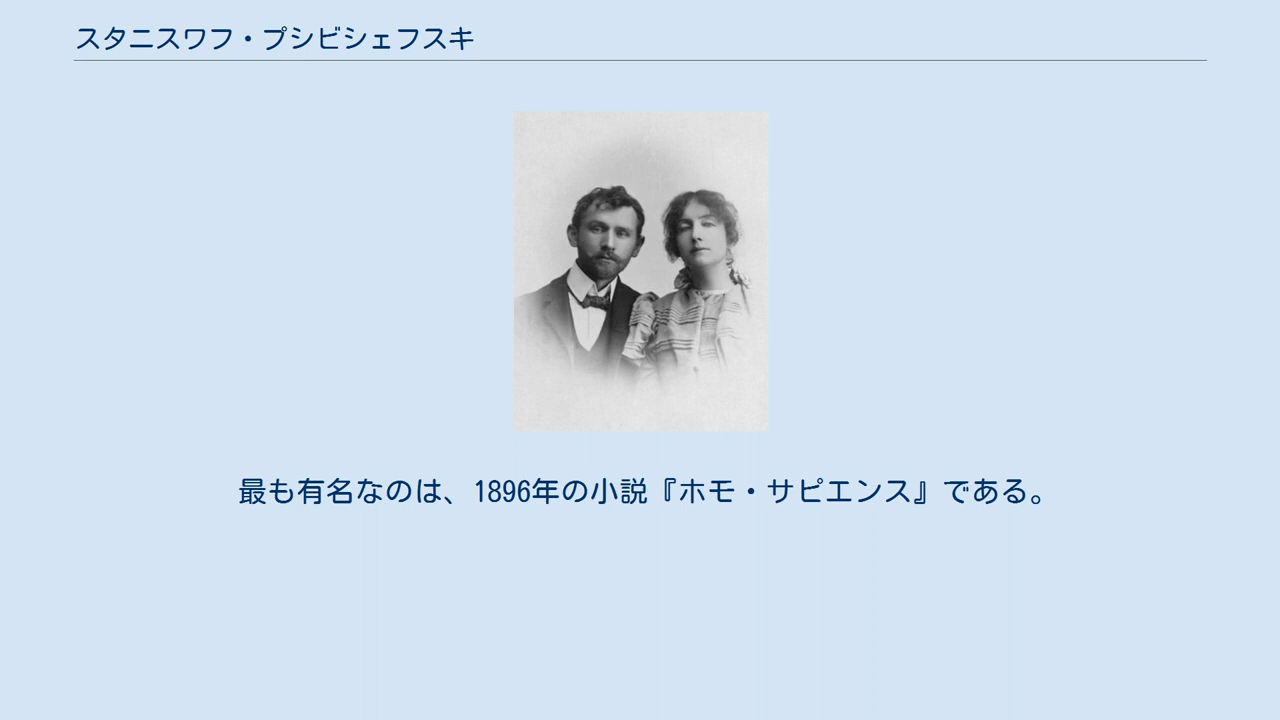 スタニスワフ・プシビシェフスキ
最も有名なのは、1896年の小説『ホモ・サピエンス』である。